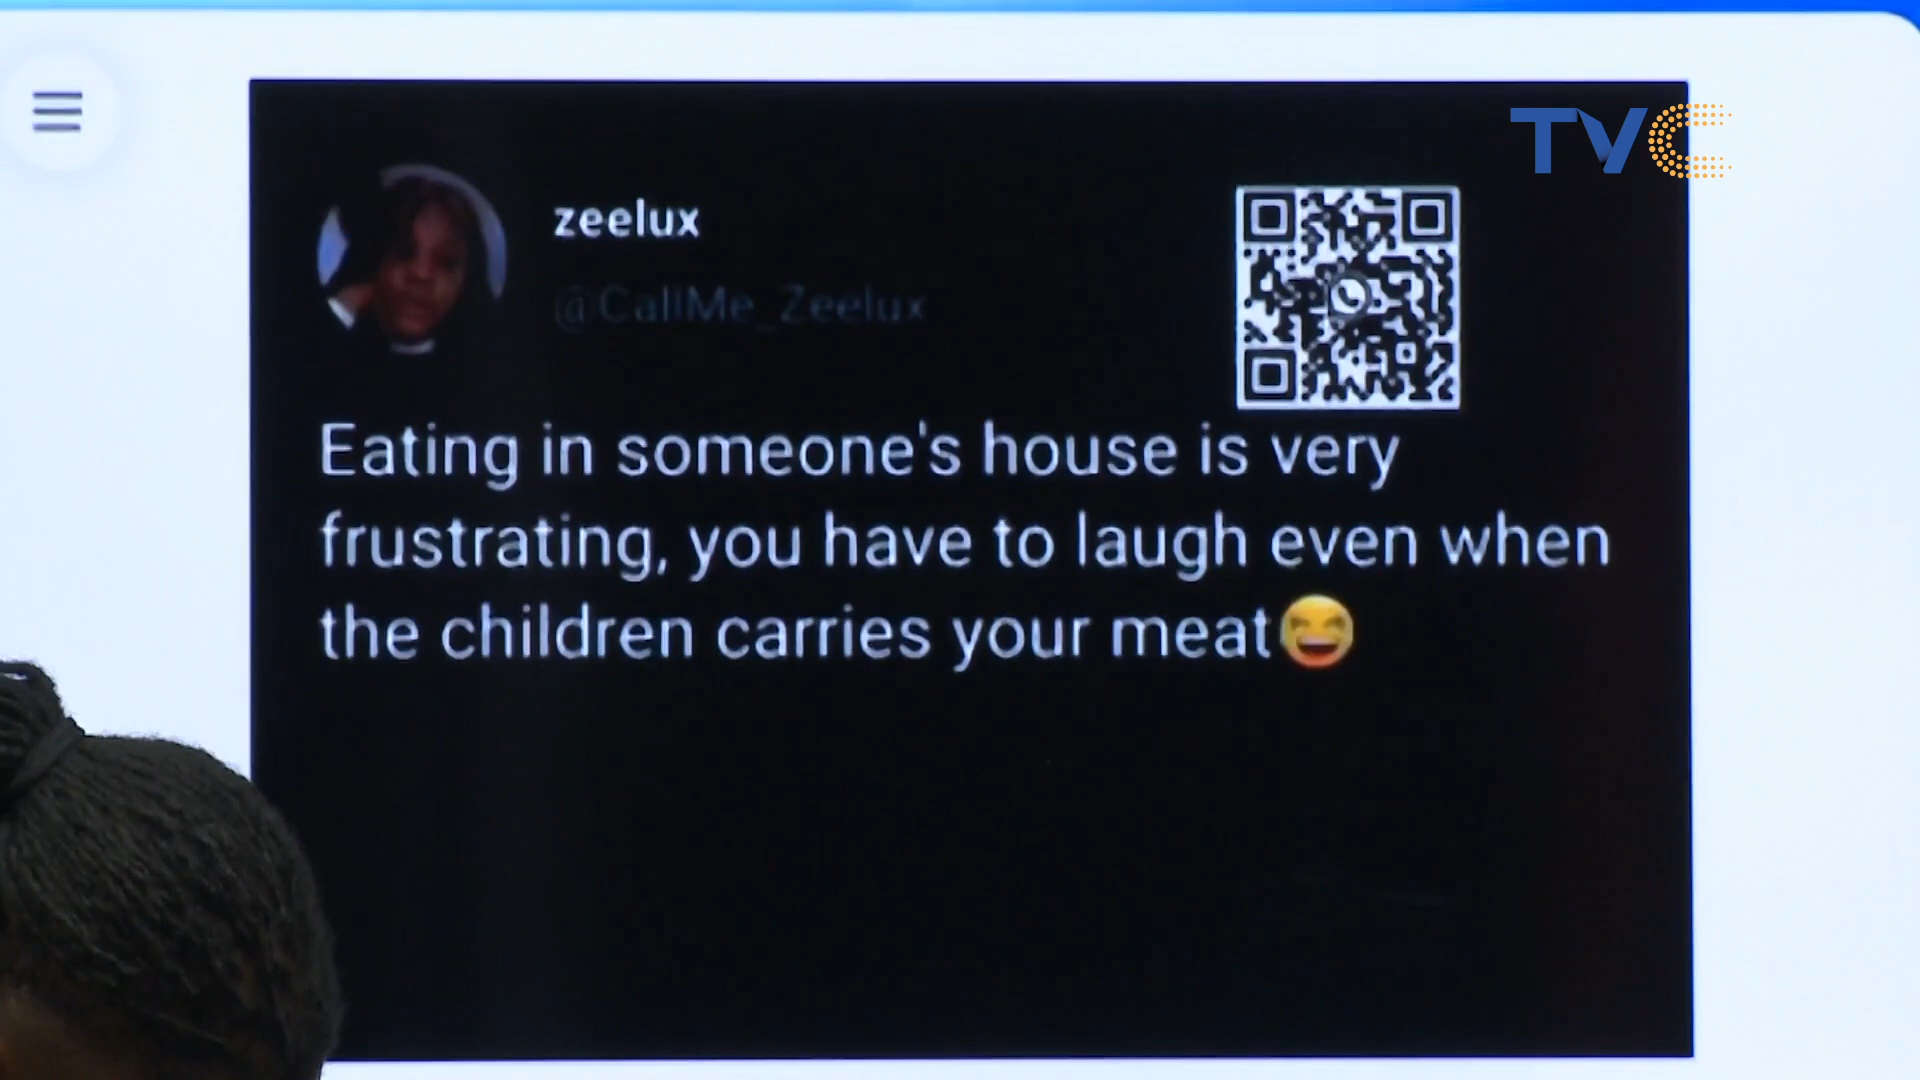 TVC
zeelux
@CallMe_Zeelux
Eating in someone's house is very
frustrating, you have to laugh even when
the children carries your meat😆